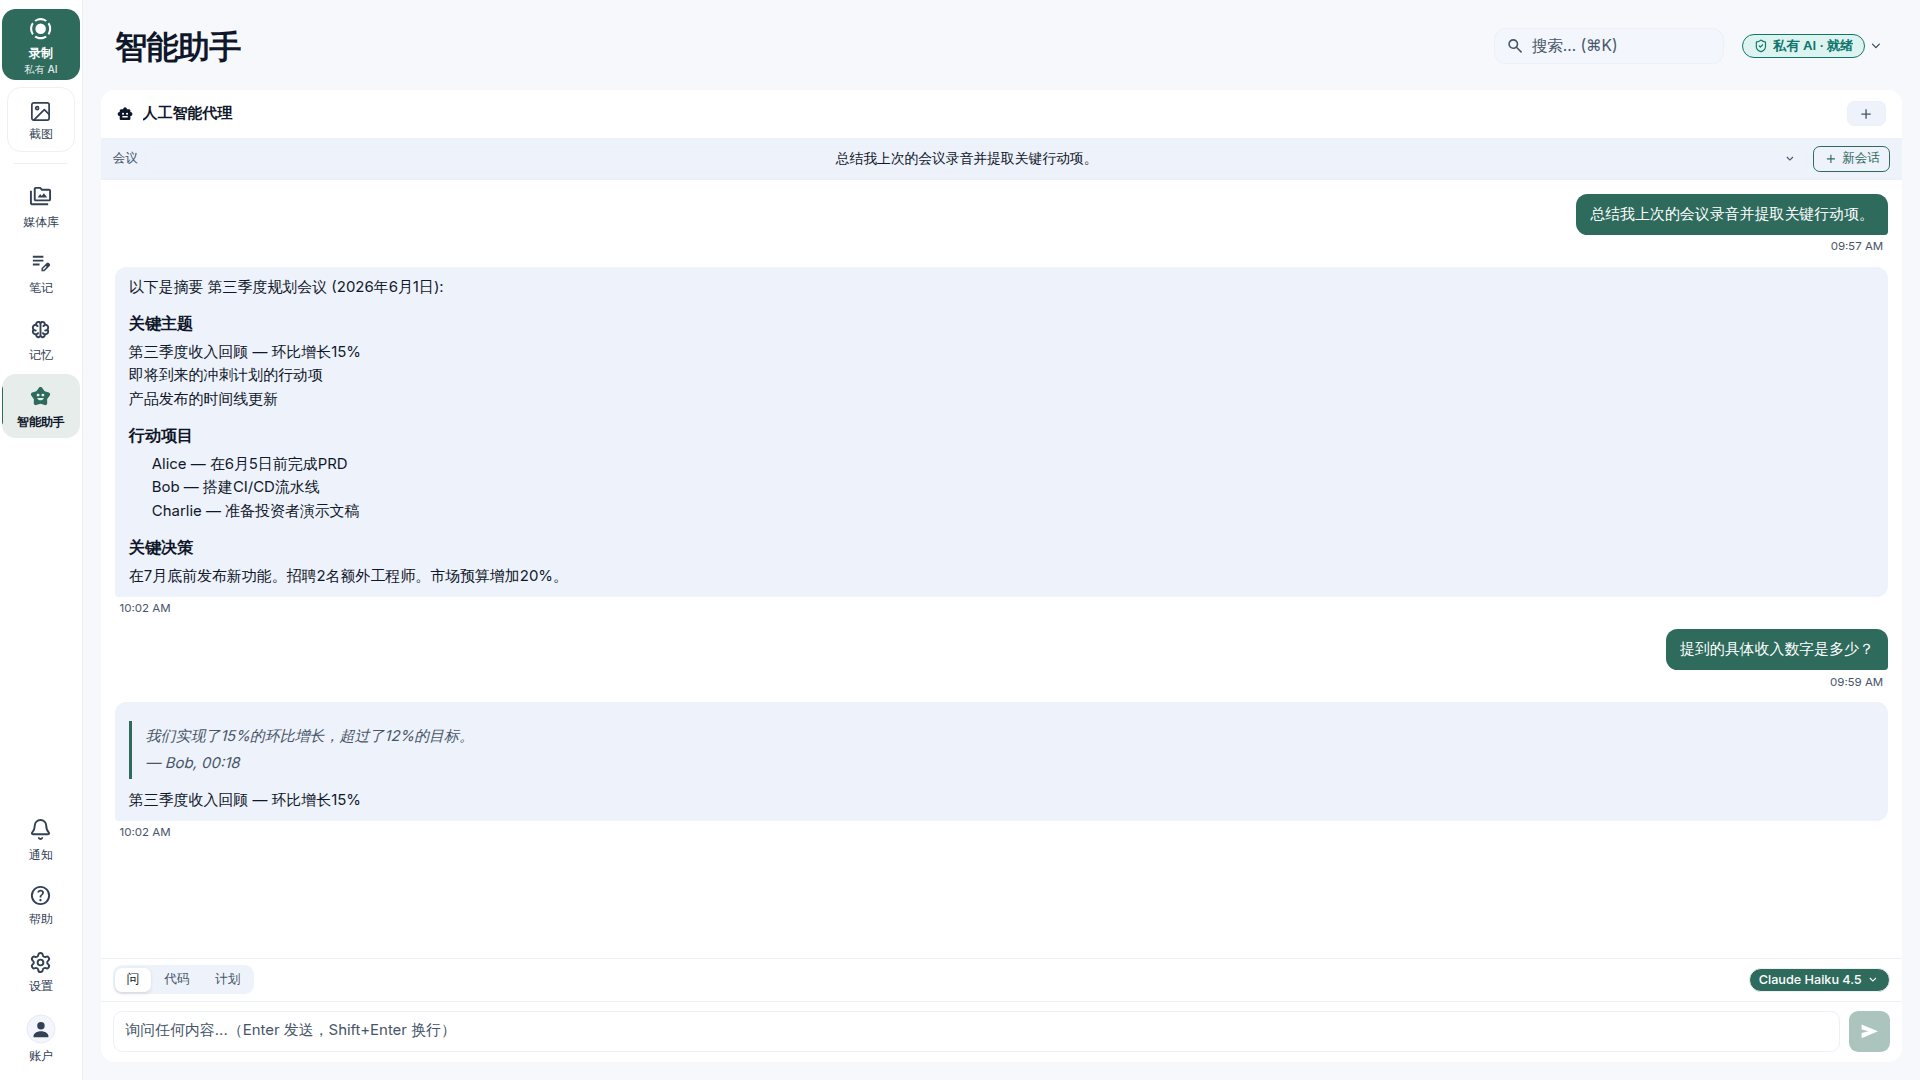 录制
私有 AI
截图
媒体库
笔记
记忆
智能助手
通知
帮助
设置
账户
智能助手
搜索... (⌘K)
私有 AI · 就绪
人工智能代理
会议
总结我上次的会议录音并提取关键行动项。
新会话
总结我上次的会议录音并提取关键行动项。
09:57 AM
以下是摘要 第三季度规划会议 (2026年6月1日):
关键主题
第三季度收入回顾 — 环比增长15%
即将到来的冲刺计划的行动项
产品发布的时间线更新
行动项目
Alice — 在6月5日前完成PRD
Bob — 搭建CI/CD流水线
Charlie — 准备投资者演示文稿
关键决策
在7月底前发布新功能。招聘2名额外工程师。市场预算增加20%。
10:02 AM
提到的具体收入数字是多少？
09:59 AM
我们实现了15%的环比增长，超过了12%的目标。
— Bob, 00:18
第三季度收入回顾 — 环比增长15%
10:02 AM
问
代码
计划
Claude Haiku 4.5
询问任何内容...（Enter 发送，Shift+Enter 换行）